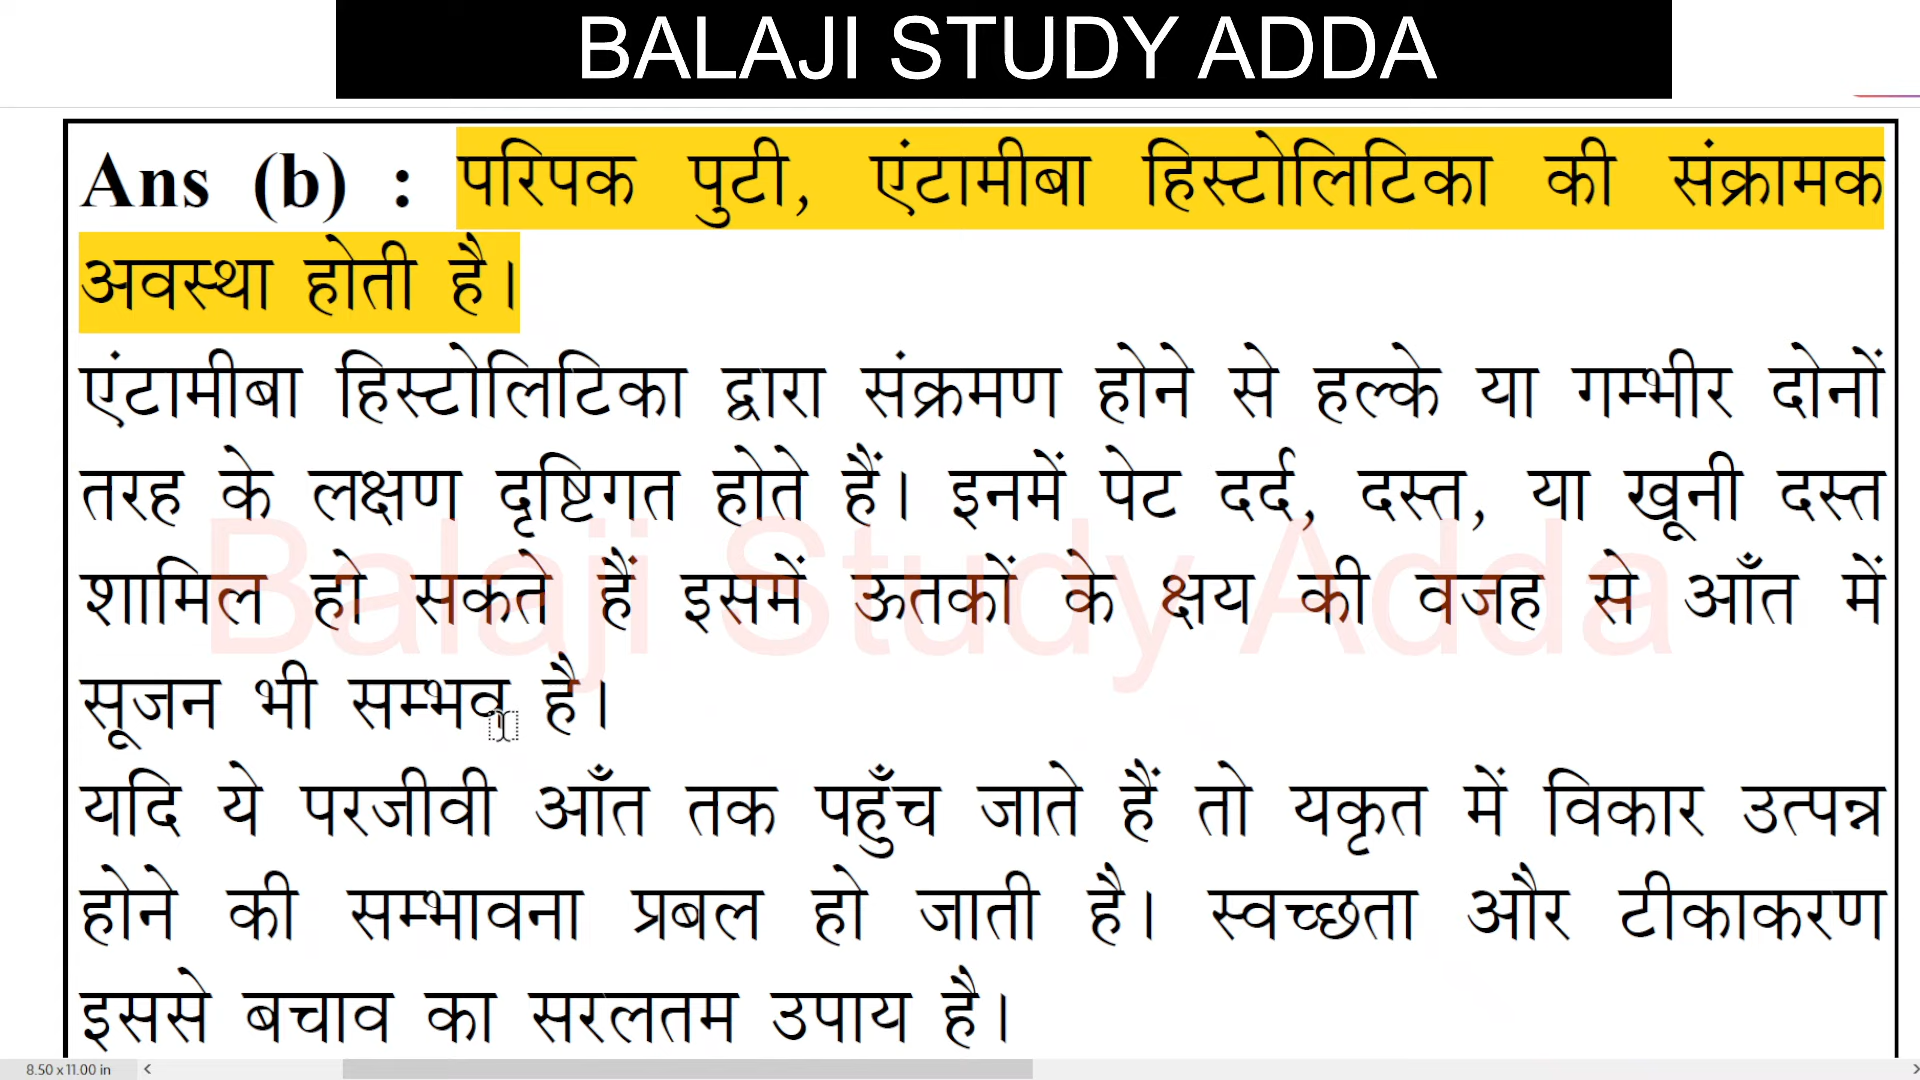 BALAJI STUDY ADDA
Ans (b) : परिपक पुटी, एंटामीबा हिस्टोलिटिका की संक्रामक
अवस्था होती है।
एंटामीबा हिस्टोलिटिका द्वारा संक्रमण होने से हल्के या गम्भीर दोनों
तरह के लक्षण दृष्टिगत होते हैं। इनमें पेट दर्द, दस्त, या खूनी दस्त
शामिल हो सकते हैं इसमें ऊतकों के क्षय की वजह से आँत में
Balaji Study Adda
सूजन भी सम्भव है।
यदि ये परजीवी आँत तक पहुँच जाते हैं तो यकृत में विकार उत्पन्न
होने की सम्भावना प्रबल हो जाती है। स्वच्छता और टीकाकरण
इससे बचाव का सरलतम उपाय है।
8.50 x 11.00 in